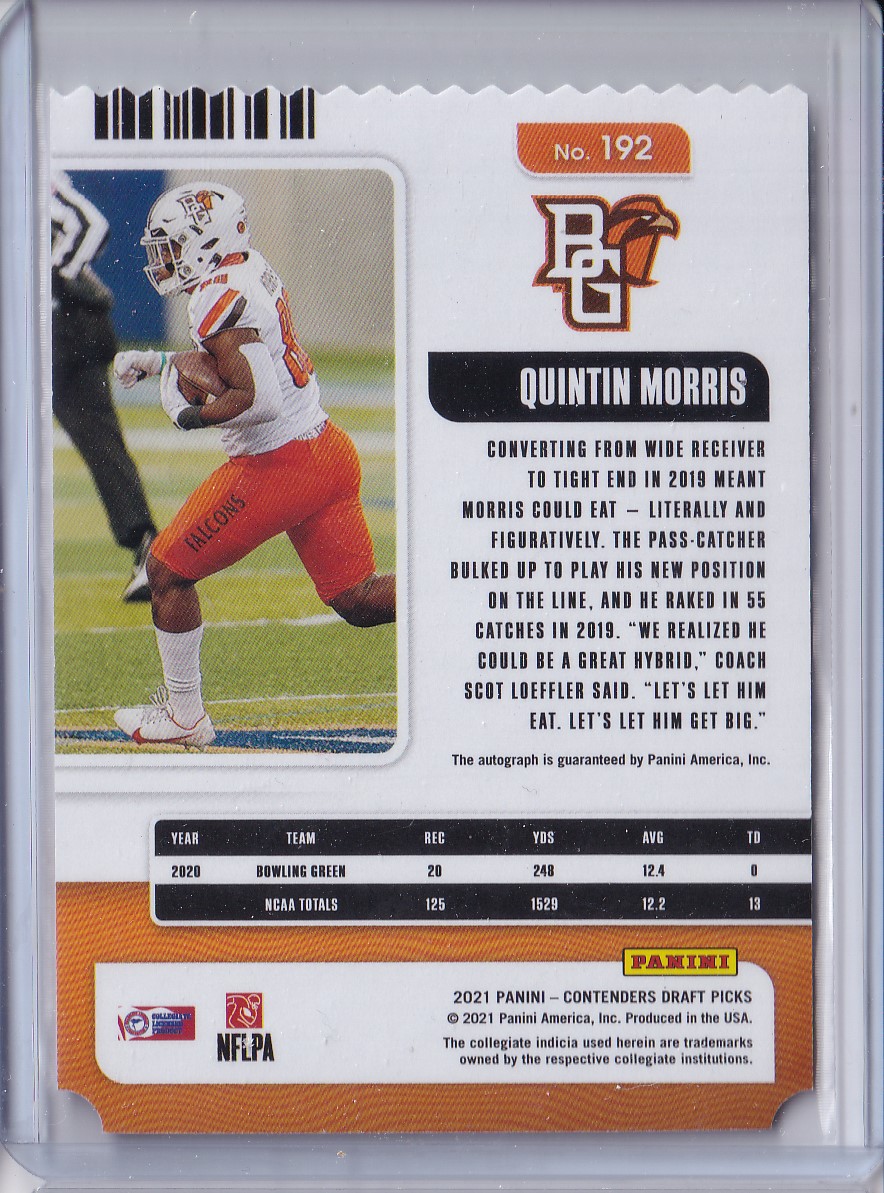 No. 192
BG
QUINTIN MORRIS
CONVERTING FROM WIDE RECEIVER
TO TIGHT END IN 2019 MEANT
MORRIS COULD EAT – LITERALLY AND
FIGURATIVELY. THE PASS-CATCHER
BULKED UP TO PLAY HIS NEW POSITION
ON THE LINE, AND HE RAKED IN 55
CATCHES IN 2019. “WE REALIZED HE
COULD BE A GREAT HYBRID,” COACH
SCOT LOEFFLER SAID. “LET’S LET HIM
EAT. LET’S LET HIM GET BIG.”
The autograph is guaranteed by Panini America, Inc.
FALCONS
YEAR TEAM REC YDS AVG TD
2020 BOWLING GREEN 20 248 12.4 0
NCAA TOTALS 125 1529 12.2 13
PANINI
2021 PANINI – CONTENDERS DRAFT PICKS
© 2021 Panini America, Inc. Produced in the USA.
The collegiate indicia used herein are trademarks
owned by the respective collegiate institutions.
COLLEGIATE
LICENSED
PRODUCT
NFLPA